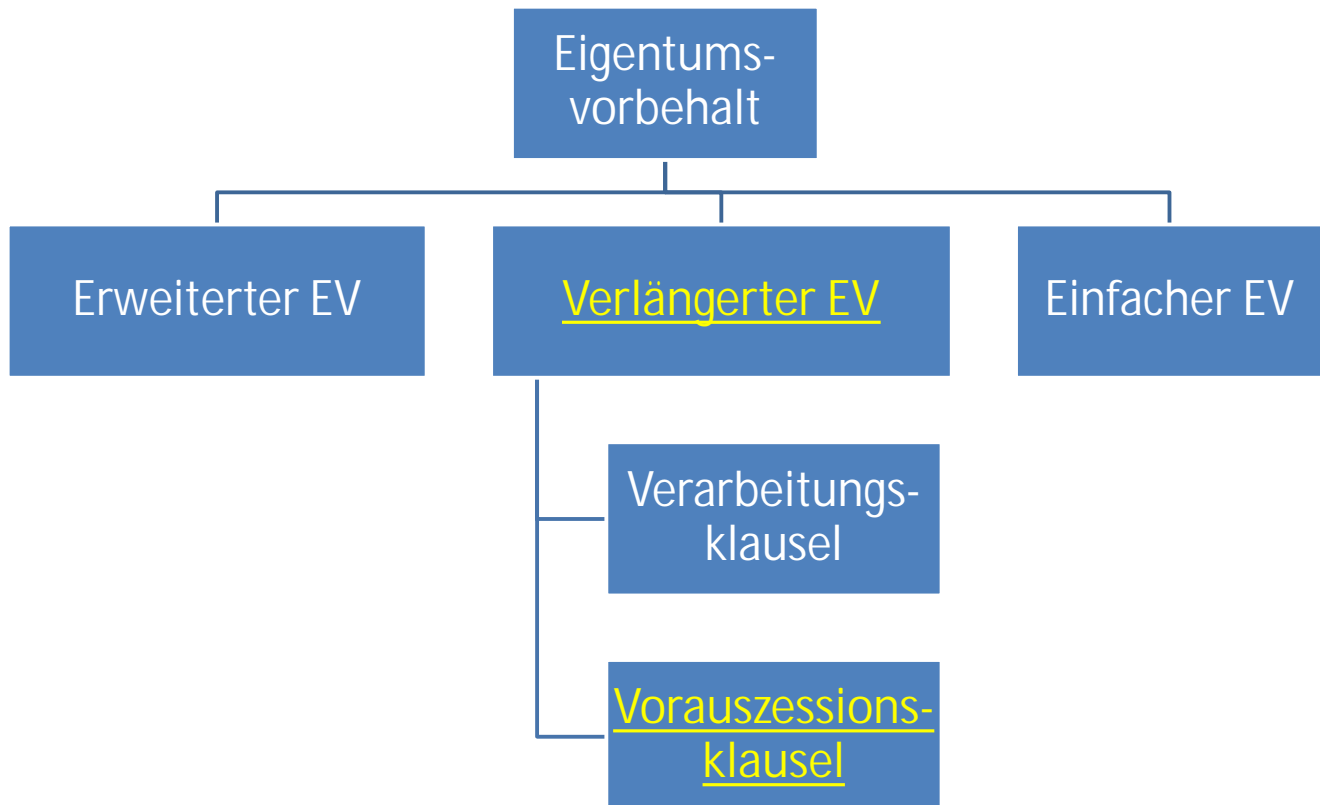 Eigentums-
vorbehalt
Erweiterter EV
Verlängerter EV
Einfacher EV
Verarbeitungs-
klausel
Vorauszessions-
klausel